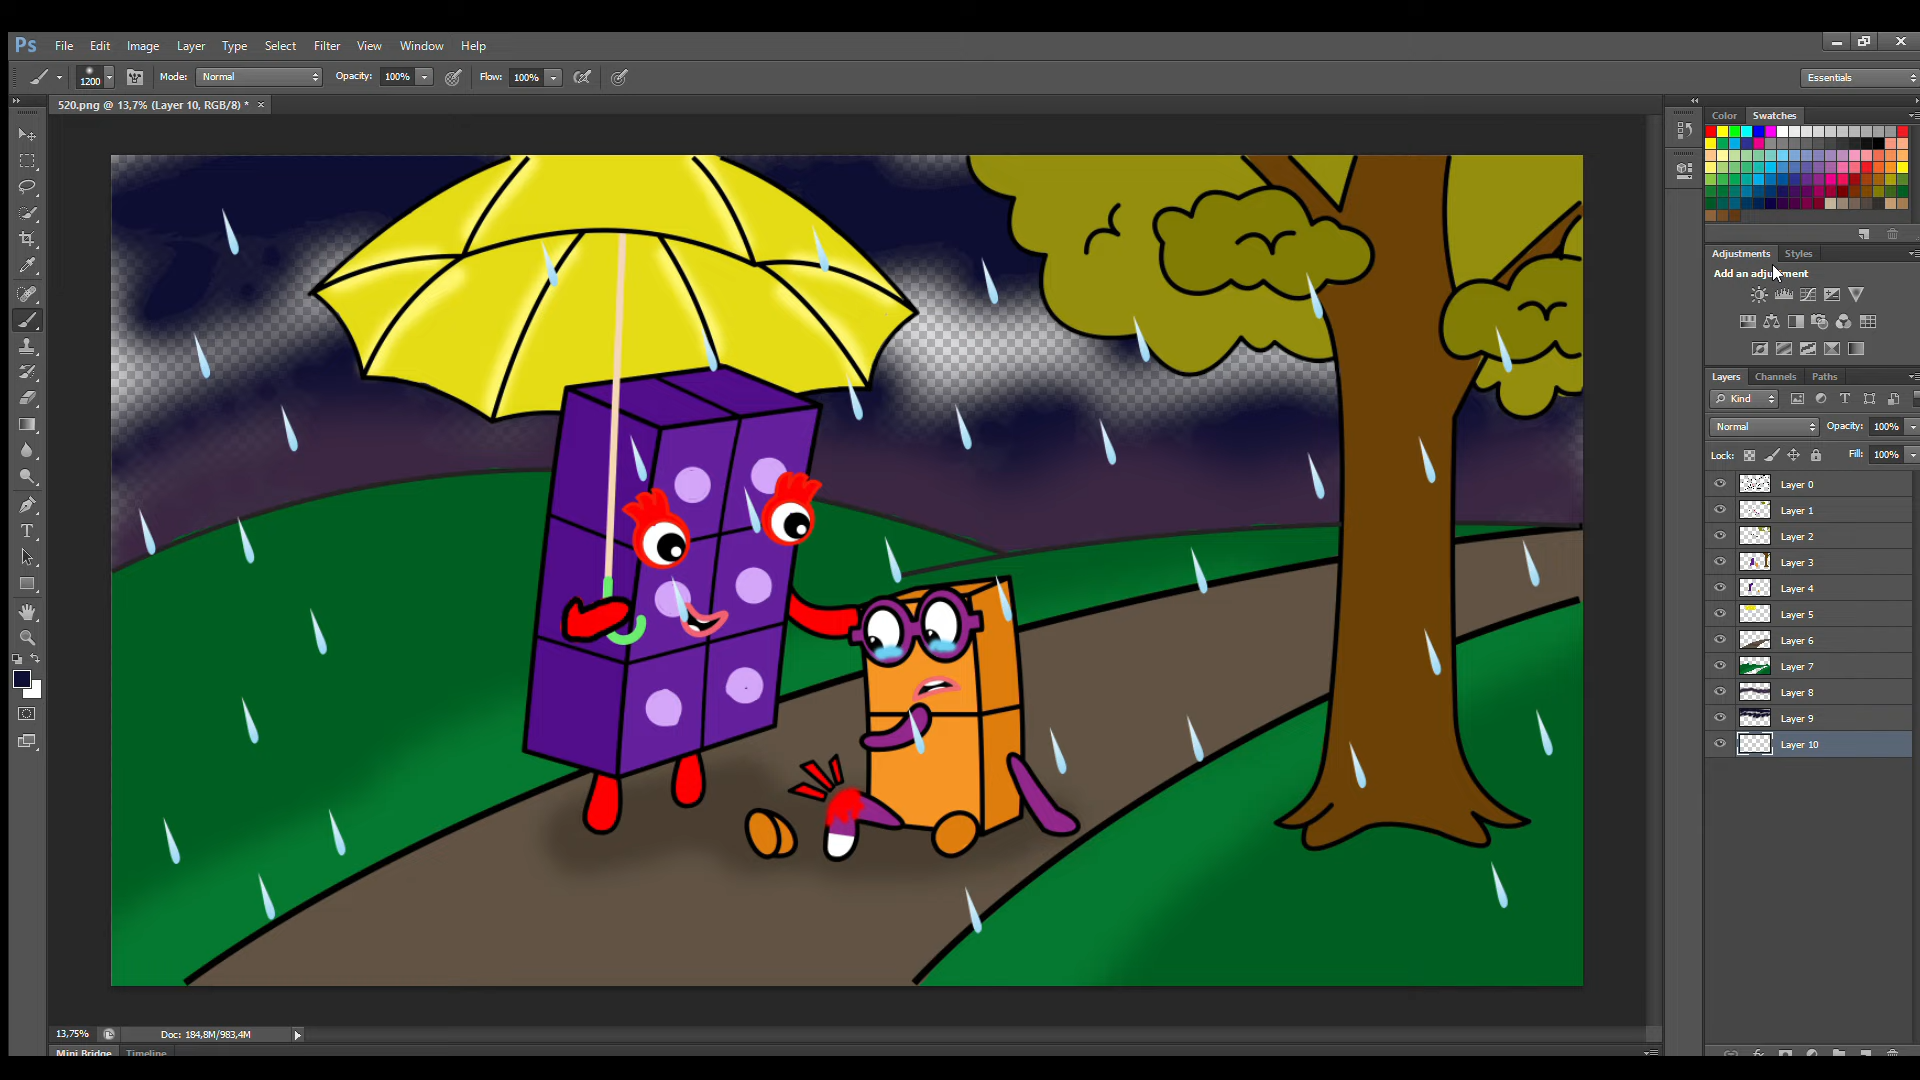 Ps File Edit Image Layer Type Select Filter View Window Help
1200 Mode: Normal Opacity: 100% Flow: 100% Essentials
520.png @ 13,7% (Layer 10, RGB/8) * ×
Color Swatches
Adjustments Styles
Add an adjustment
Layers Channels Paths
Kind
Normal Opacity: 100%
Lock: Fill: 100%
Layer 0
Layer 1
Layer 2
Layer 3
Layer 4
Layer 5
Layer 6
Layer 7
Layer 8
Layer 9
Layer 10
13,75% Doc: 184,8M/983,4M
Mini Bridge Timeline